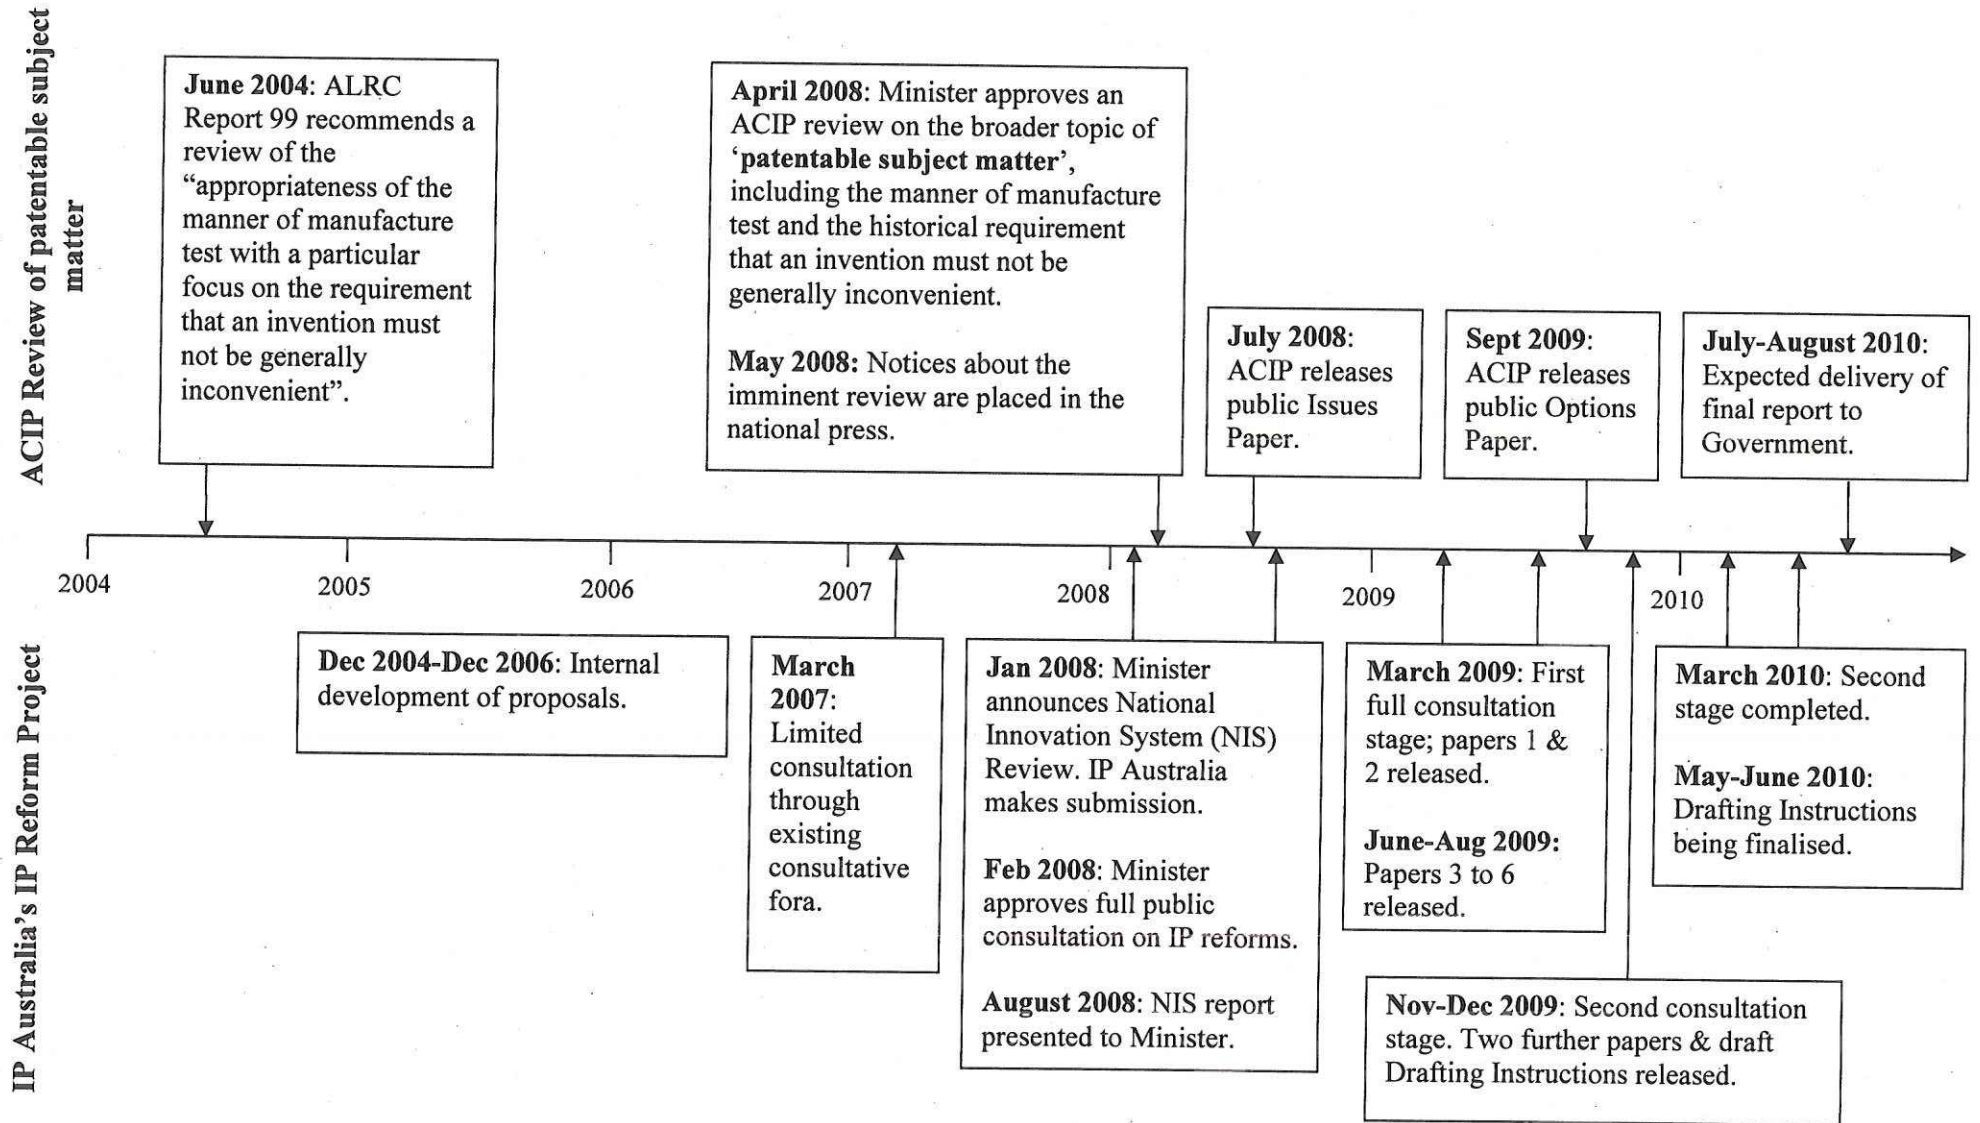 ACIP Review of patentable subject
matter
June 2004: ALRC
Report 99 recommends a
review of the
“appropriateness of the
manner of manufacture
test with a particular
focus on the requirement
that an invention must
not be generally
inconvenient”.
April 2008: Minister approves an
ACIP review on the broader topic of
‘patentable subject matter’,
including the manner of manufacture
test and the historical requirement
that an invention must not be
generally inconvenient.
May 2008: Notices about the
imminent review are placed in the
national press.
July 2008:
ACIP releases
public Issues
Paper.
Sept 2009:
ACIP releases
public Options
Paper.
July-August 2010:
Expected delivery of
final report to
Government.
2004
2005
2006
2007
2008
2009
2010
IP Australia’s IP Reform Project
Dec 2004-Dec 2006: Internal
development of proposals.
March
2007:
Limited
consultation
through
existing
consultative
fora.
Jan 2008: Minister
announces National
Innovation System (NIS)
Review. IP Australia
makes submission.
Feb 2008: Minister
approves full public
consultation on IP reforms.
August 2008: NIS report
presented to Minister.
March 2009: First
full consultation
stage; papers 1 &
2 released.
June-Aug 2009:
Papers 3 to 6
released.
Nov-Dec 2009: Second consultation
stage. Two further papers & draft
Drafting Instructions released.
March 2010: Second
stage completed.
May-June 2010:
Drafting Instructions
being finalised.